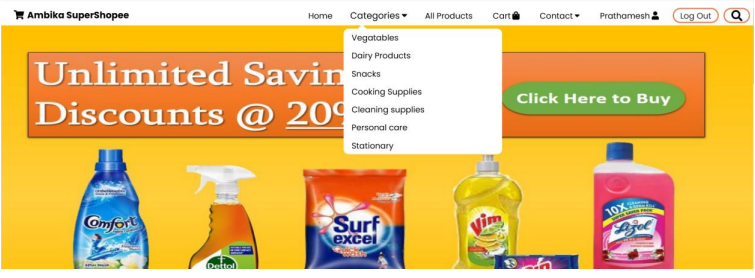 Ambika SuperShopee
Home Categories All Products Cart Contact Prathamesh Log Out
Vegatables
Dairy Products
Snacks
Cooking Supplies
Cleaning supplies
Personal care
Stationary
Unlimited Savin
Discounts @ 20%
Click Here to Buy
Comfort
Dettol
Surf
excel
Vim
10X CLEANING
Lizol